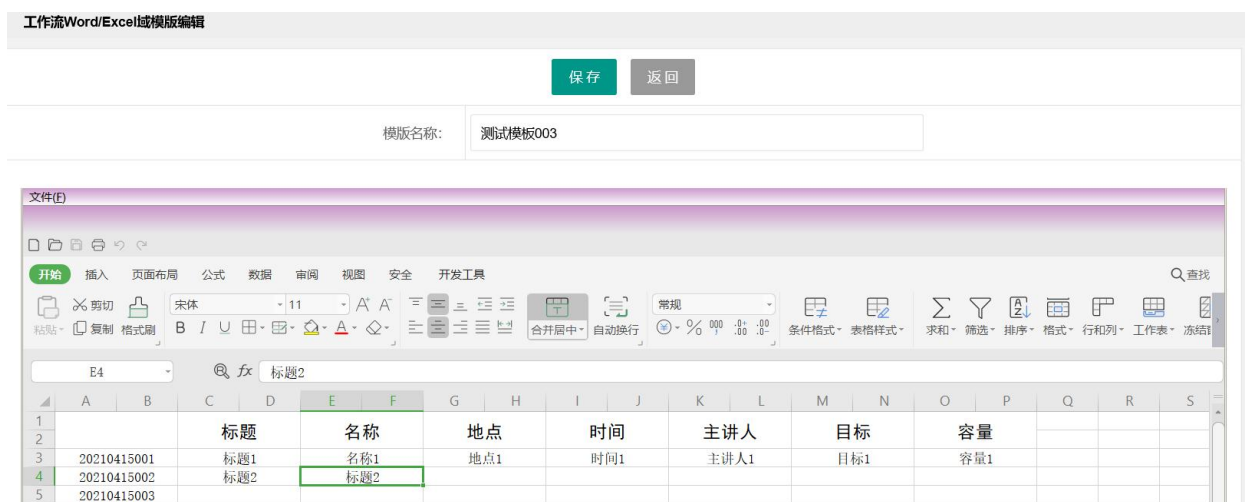 工作流Word/Excel域模版编辑
保存 返回
模版名称: 测试模板003
文件(F)
开始 插入 页面布局 公式 数据 审阅 视图 安全 开发工具 查找
剪切 宋体 11 A+ A- 常规
粘贴 复制 格式刷 B I U A 合并居中 自动换行 % 000 条件格式 表格样式 求和 筛选 排序 格式 行和列 工作表
E4 fx 标题2
A B C D E F G H I J K L M N O P Q R S
1
2 标题 名称 地点 时间 主讲人 目标 容量
3 20210415001 标题1 名称1 地点1 时间1 主讲人1 目标1 容量1
4 20210415002 标题2 标题2
5 20210415003